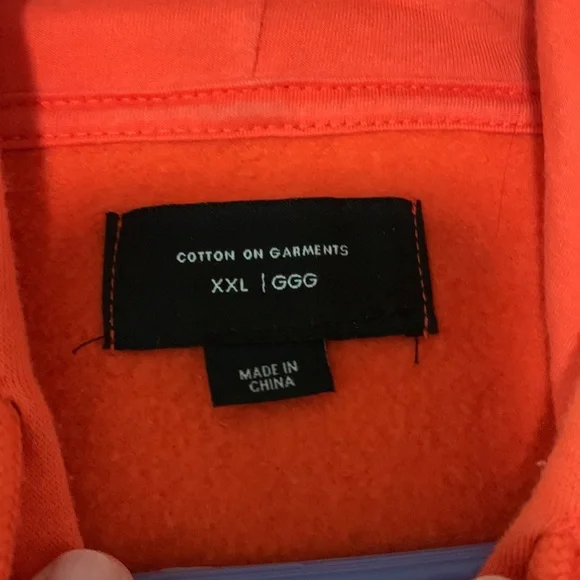 COTTON ON GARMENTS
XXL | GGG
MADE IN
CHINA